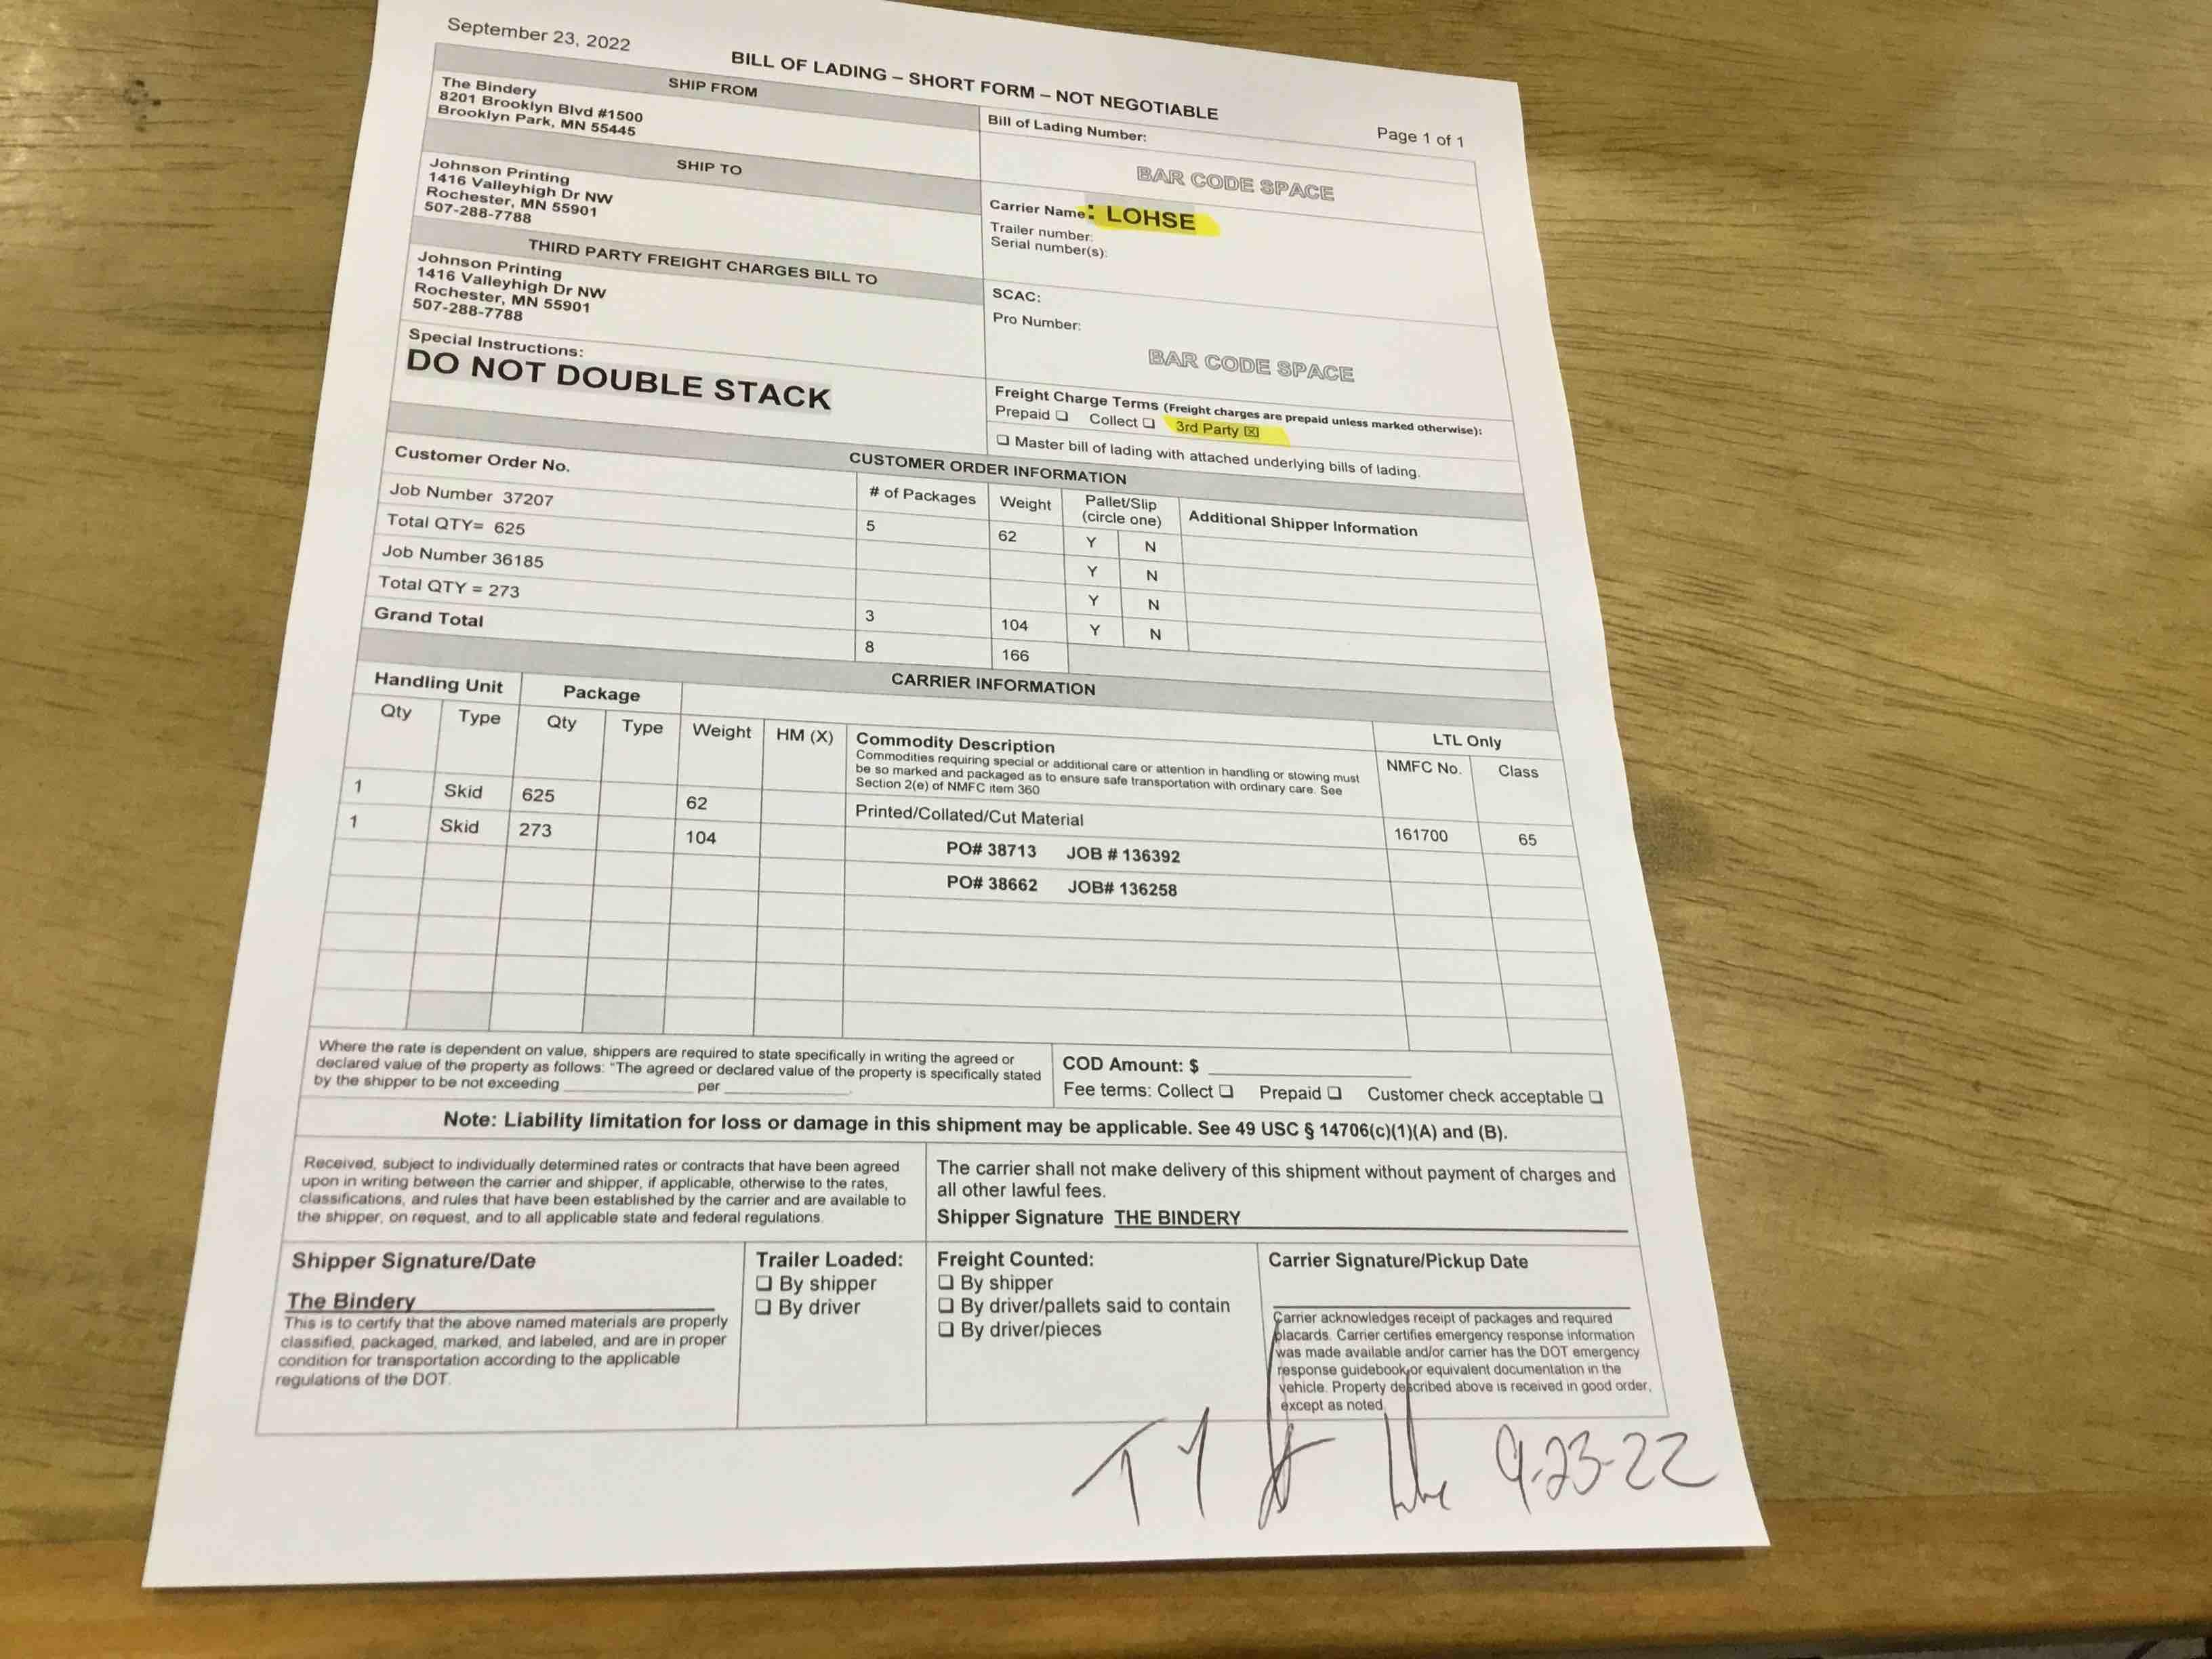 September 23, 2022
BILL OF LADING – SHORT FORM – NOT NEGOTIABLE
Page 1 of 1
SHIP FROM
The Bindery
8201 Brooklyn Blvd #1500
Brooklyn Park, MN 55445
SHIP TO
Johnson Printing
1416 Valleyhigh Dr NW
Rochester, MN 55901
507-288-7788
THIRD PARTY FREIGHT CHARGES BILL TO
Johnson Printing
1416 Valleyhigh Dr NW
Rochester, MN 55901
507-288-7788
Special Instructions:
DO NOT DOUBLE STACK
Bill of Lading Number:
BAR CODE SPACE
Carrier Name: LOHSE
Trailer number:
Serial number(s):
SCAC:
Pro Number:
BAR CODE SPACE
Freight Charge Terms (Freight charges are prepaid unless marked otherwise):
Prepaid ❑ Collect ❑ 3rd Party ☒
❑ Master bill of lading with attached underlying bills of lading.
CUSTOMER ORDER INFORMATION
Customer Order No. # of Packages Weight Pallet/Slip (circle one) Additional Shipper Information
Job Number 37207 5 62 Y N
Total QTY= 625 Y N
Job Number 36185 Y N
Total QTY = 273 3 104 Y N
Grand Total 8 166
CARRIER INFORMATION
Handling Unit Package LTL Only
Qty Type Qty Type Weight HM (X) Commodity Description NMFC No. Class
Commodities requiring special or additional care or attention in handling or stowing must
be so marked and packaged as to ensure safe transportation with ordinary care. See
Section 2(e) of NMFC item 360
1 Skid 625 62 Printed/Collated/Cut Material 161700 65
1 Skid 273 104 PO# 38713 JOB # 136392
PO# 38662 JOB# 136258
Where the rate is dependent on value, shippers are required to state specifically in writing the agreed or
declared value of the property as follows: “The agreed or declared value of the property is specifically stated
by the shipper to be not exceeding ____________ per ____________.
COD Amount: $ ____________
Fee terms: Collect ❑ Prepaid ❑ Customer check acceptable ❑
Note: Liability limitation for loss or damage in this shipment may be applicable. See 49 USC § 14706(c)(1)(A) and (B).
Received, subject to individually determined rates or contracts that have been agreed
upon in writing between the carrier and shipper, if applicable, otherwise to the rates,
classifications, and rules that have been established by the carrier and are available to
the shipper, on request, and to all applicable state and federal regulations.
The carrier shall not make delivery of this shipment without payment of charges and
all other lawful fees.
Shipper Signature THE BINDERY
Shipper Signature/Date
The Bindery
This is to certify that the above named materials are properly
classified, packaged, marked, and labeled, and are in proper
condition for transportation according to the applicable
regulations of the DOT.
Trailer Loaded:
❑ By shipper
❑ By driver
Freight Counted:
❑ By shipper
❑ By driver/pallets said to contain
❑ By driver/pieces
Carrier Signature/Pickup Date
Carrier acknowledges receipt of packages and required
placards. Carrier certifies emergency response information
was made available and/or carrier has the DOT emergency
response guidebook or equivalent documentation in the
vehicle. Property described above is received in good order,
except as noted.
9-23-22